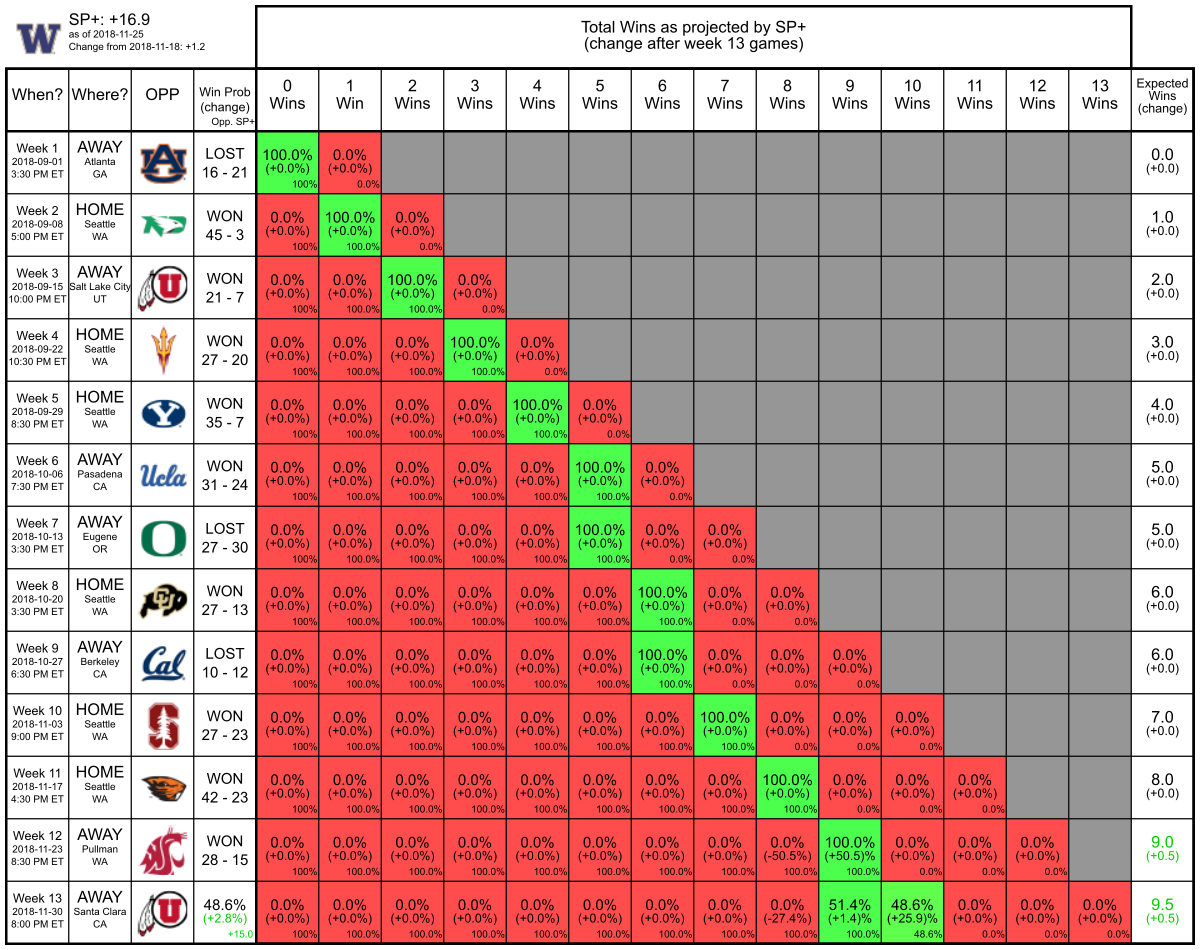 W
SP+: +16.9
as of 2018-11-25
Change from 2018-11-18: +1.2
Total Wins as projected by SP+
(change after week 13 games)
When? Where? OPP Win Prob 0 1 2 3 4 5 6 7 8 9 10 11 12 13 Expected
(change) Wins Win Wins Wins Wins Wins Wins Wins Wins Wins Wins Wins Wins Wins Wins
Opp. SP+ (change)
Week 1 AWAY LOST 100.0% 0.0% 0.0
2018-09-01 Atlanta AU 16 - 21 (+0.0%) (+0.0%) (+0.0)
3:30 PM ET GA 100% 0.0%
Week 2 HOME WON 0.0% 100.0% 0.0% 1.0
2018-09-08 Seattle 45 - 3 (+0.0%) (+0.0%) (+0.0%) (+0.0)
5:00 PM ET WA 100% 100.0% 0.0%
Week 3 AWAY WON 0.0% 0.0% 100.0% 0.0% 2.0
2018-09-15 Salt Lake City U 21 - 7 (+0.0%) (+0.0%) (+0.0%) (+0.0%) (+0.0)
10:00 PM ET UT 100% 100.0% 100.0% 0.0%
Week 4 HOME WON 0.0% 0.0% 0.0% 100.0% 0.0% 3.0
2018-09-22 Seattle 27 - 20 (+0.0%) (+0.0%) (+0.0%) (+0.0%) (+0.0%) (+0.0)
10:30 PM ET WA 100% 100.0% 100.0% 100.0% 0.0%
Week 5 HOME WON 0.0% 0.0% 0.0% 0.0% 100.0% 0.0% 4.0
2018-09-29 Seattle Y 35 - 7 (+0.0%) (+0.0%) (+0.0%) (+0.0%) (+0.0%) (+0.0%) (+0.0)
8:30 PM ET WA 100% 100.0% 100.0% 100.0% 100.0% 0.0%
Week 6 AWAY WON 0.0% 0.0% 0.0% 0.0% 0.0% 100.0% 0.0% 5.0
2018-10-06 Pasadena Ucla 31 - 24 (+0.0%) (+0.0%) (+0.0%) (+0.0%) (+0.0%) (+0.0%) (+0.0%) (+0.0)
7:30 PM ET CA 100% 100.0% 100.0% 100.0% 100.0% 100.0% 0.0%
Week 7 AWAY LOST 0.0% 0.0% 0.0% 0.0% 0.0% 100.0% 0.0% 0.0% 5.0
2018-10-13 Eugene O 27 - 30 (+0.0%) (+0.0%) (+0.0%) (+0.0%) (+0.0%) (+0.0%) (+0.0%) (+0.0%) (+0.0)
3:30 PM ET OR 100% 100.0% 100.0% 100.0% 100.0% 100.0% 0.0% 0.0%
Week 8 HOME WON 0.0% 0.0% 0.0% 0.0% 0.0% 0.0% 100.0% 0.0% 0.0% 6.0
2018-10-20 Seattle CU 27 - 13 (+0.0%) (+0.0%) (+0.0%) (+0.0%) (+0.0%) (+0.0%) (+0.0%) (+0.0%) (+0.0%) (+0.0)
3:30 PM ET WA 100% 100.0% 100.0% 100.0% 100.0% 100.0% 100.0% 0.0% 0.0%
Week 9 AWAY LOST 0.0% 0.0% 0.0% 0.0% 0.0% 0.0% 100.0% 0.0% 0.0% 0.0% 6.0
2018-10-27 Berkeley Cal 10 - 12 (+0.0%) (+0.0%) (+0.0%) (+0.0%) (+0.0%) (+0.0%) (+0.0%) (+0.0%) (+0.0%) (+0.0%) (+0.0)
6:30 PM ET CA 100% 100.0% 100.0% 100.0% 100.0% 100.0% 100.0% 0.0% 0.0% 0.0%
Week 10 HOME WON 0.0% 0.0% 0.0% 0.0% 0.0% 0.0% 0.0% 100.0% 0.0% 0.0% 0.0% 7.0
2018-11-03 Seattle S 27 - 23 (+0.0%) (+0.0%) (+0.0%) (+0.0%) (+0.0%) (+0.0%) (+0.0%) (+0.0%) (+0.0%) (+0.0%) (+0.0%) (+0.0)
9:00 PM ET WA 100% 100.0% 100.0% 100.0% 100.0% 100.0% 100.0% 100.0% 0.0% 0.0% 0.0%
Week 11 HOME WON 0.0% 0.0% 0.0% 0.0% 0.0% 0.0% 0.0% 0.0% 100.0% 0.0% 0.0% 0.0% 8.0
2018-11-17 Seattle 42 - 23 (+0.0%) (+0.0%) (+0.0%) (+0.0%) (+0.0%) (+0.0%) (+0.0%) (+0.0%) (+0.0%) (+0.0%) (+0.0%) (+0.0%) (+0.0)
4:30 PM ET WA 100% 100.0% 100.0% 100.0% 100.0% 100.0% 100.0% 100.0% 100.0% 0.0% 0.0% 0.0%
Week 12 AWAY WON 0.0% 0.0% 0.0% 0.0% 0.0% 0.0% 0.0% 0.0% 0.0% 100.0% 0.0% 0.0% 0.0% 9.0
2018-11-23 Pullman 28 - 15 (+0.0%) (+0.0%) (+0.0%) (+0.0%) (+0.0%) (+0.0%) (+0.0%) (+0.0%) (-50.5%) (+50.5)% (+0.0%) (+0.0%) (+0.0%) (+0.5)
8:30 PM ET WA 100% 100.0% 100.0% 100.0% 100.0% 100.0% 100.0% 100.0% 100.0% 100.0% 0.0% 0.0% 0.0%
Week 13 AWAY 48.6% 0.0% 0.0% 0.0% 0.0% 0.0% 0.0% 0.0% 0.0% 0.0% 51.4% 48.6% 0.0% 0.0% 0.0% 9.5
2018-11-30 Santa Clara U (+2.8%) (+0.0%) (+0.0%) (+0.0%) (+0.0%) (+0.0%) (+0.0%) (+0.0%) (+0.0%) (-27.4%) (+1.4)% (+25.9)% (+0.0%) (+0.0%) (+0.0%) (+0.5)
8:00 PM ET CA +15.0 100% 100.0% 100.0% 100.0% 100.0% 100.0% 100.0% 100.0% 100.0% 100.0% 48.6% 0.0% 0.0% 0.0%